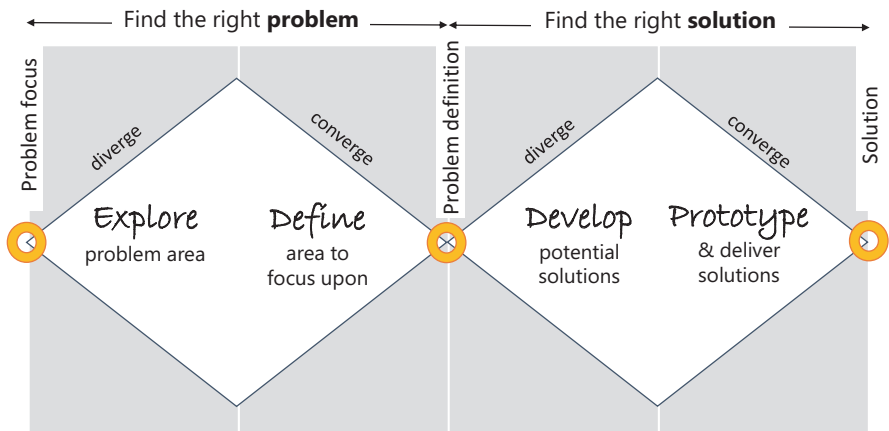 Find the right problem
Find the right solution
Problem focus
diverge
converge
Problem definition
diverge
converge
Solution
Explore
problem area
Define
area to
focus upon
Develop
potential
solutions
Prototype
& deliver
solutions